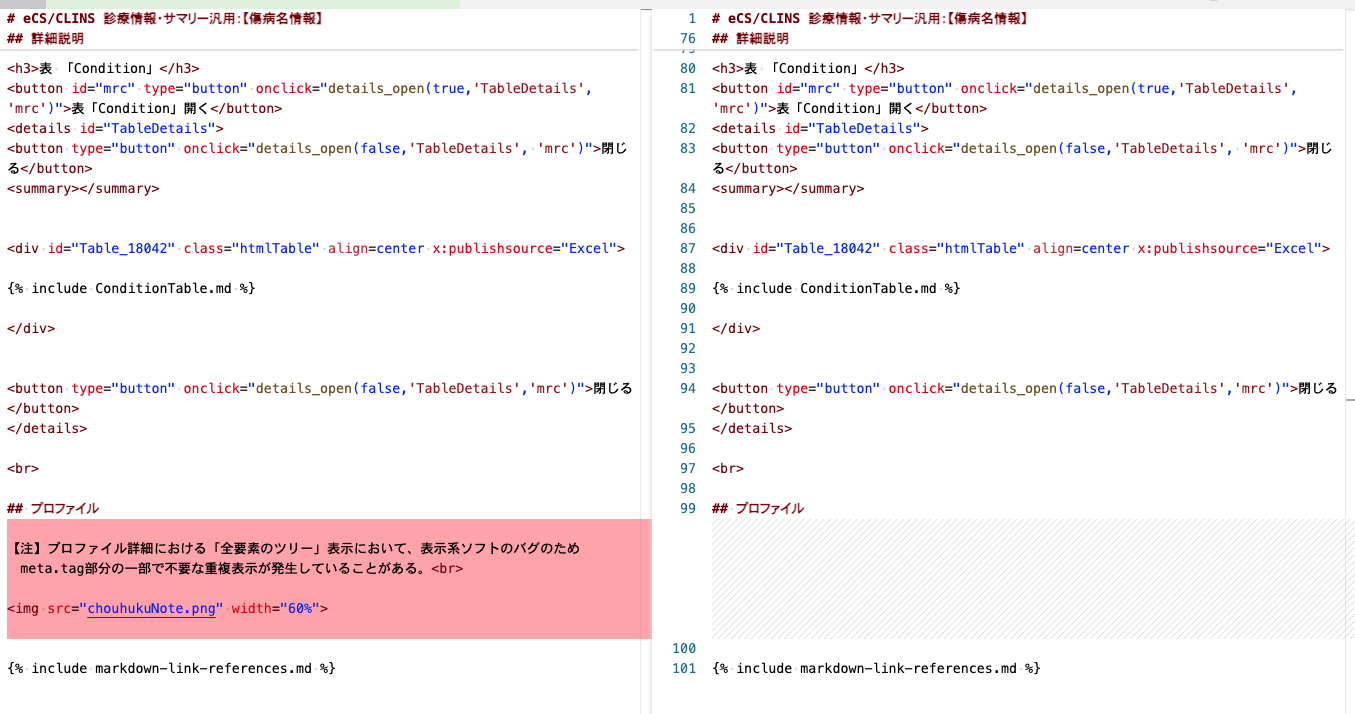 # eCS/CLINS 診療情報・サマリー汎用：【傷病名情報】
## 詳細説明
<h3>表 「Condition」</h3>
<button id="mrc" type="button" onclick="details_open(true,'TableDetails',
'mrc')">表「Condition」開く</button>
<details id="TableDetails">
<button type="button" onclick="details_open(false,'TableDetails', 'mrc')">閉じ
る</button>
<summary></summary>
<div id="Table_18042" class="htmlTable" align=center x:publishsource="Excel">
{% include ConditionTable.md %}
</div>
<button type="button" onclick="details_open(false,'TableDetails','mrc')">閉じる
</button>
</details>
<br>
## プロファイル
【注】プロファイル詳細における「全要素のツリー」表示において、表示系ソフトのバグのため
meta.tag部分の一部で不要な重複表示が発生していることがある。<br>
<img src="chouhukuNote.png" width="60%">
{% include markdown-link-references.md %}
1 # eCS/CLINS 診療情報・サマリー汎用：【傷病名情報】
76 ## 詳細説明
80 <h3>表 「Condition」</h3>
81 <button id="mrc" type="button" onclick="details_open(true,'TableDetails',
'mrc')">表「Condition」開く</button>
82 <details id="TableDetails">
83 <button type="button" onclick="details_open(false,'TableDetails', 'mrc')">閉じ
る</button>
84 <summary></summary>
85
86
87 <div id="Table_18042" class="htmlTable" align=center x:publishsource="Excel">
88
89 {% include ConditionTable.md %}
90
91 </div>
92
93
94 <button type="button" onclick="details_open(false,'TableDetails','mrc')">閉じる
</button>
95 </details>
96
97 <br>
98
99 ## プロファイル
100
101 {% include markdown-link-references.md %}